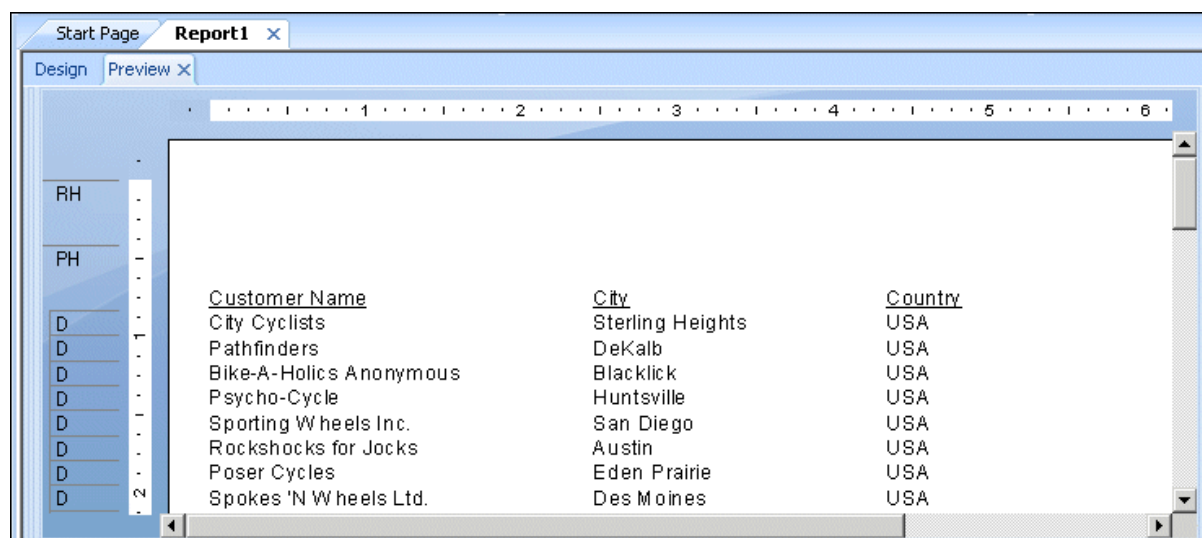 Start Page Report1 ×
Design Preview ×
1 2 3 4 5 6
RH
PH
Customer Name City Country
D City Cyclists Sterling Heights USA
D Pathfinders DeKalb USA
D Bike-A-Holics Anonymous Blacklick USA
1
D Psycho-Cycle Huntsville USA
D Sporting Wheels Inc. San Diego USA
D Rockshocks for Jocks Austin USA
D Poser Cycles Eden Prairie USA
D Spokes 'N Wheels Ltd. Des Moines USA
2